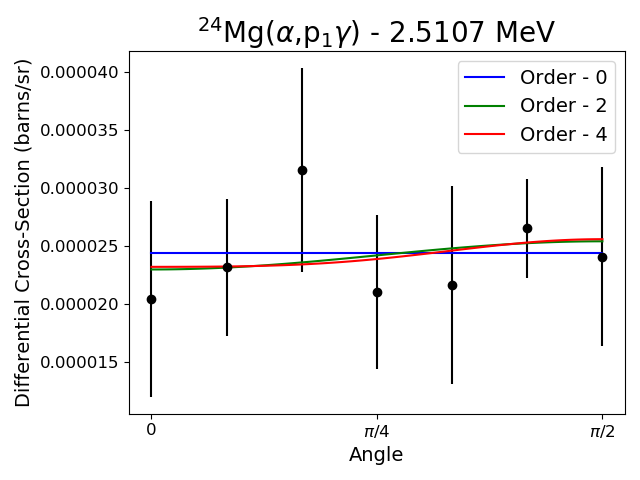 ²⁴Mg(α,p₁γ) - 2.5107 MeV
Differential Cross-Section (barns/sr)
0.000040
0.000035
0.000030
0.000025
0.000020
0.000015
Order - 0
Order - 2
Order - 4
0
π/4
π/2
Angle